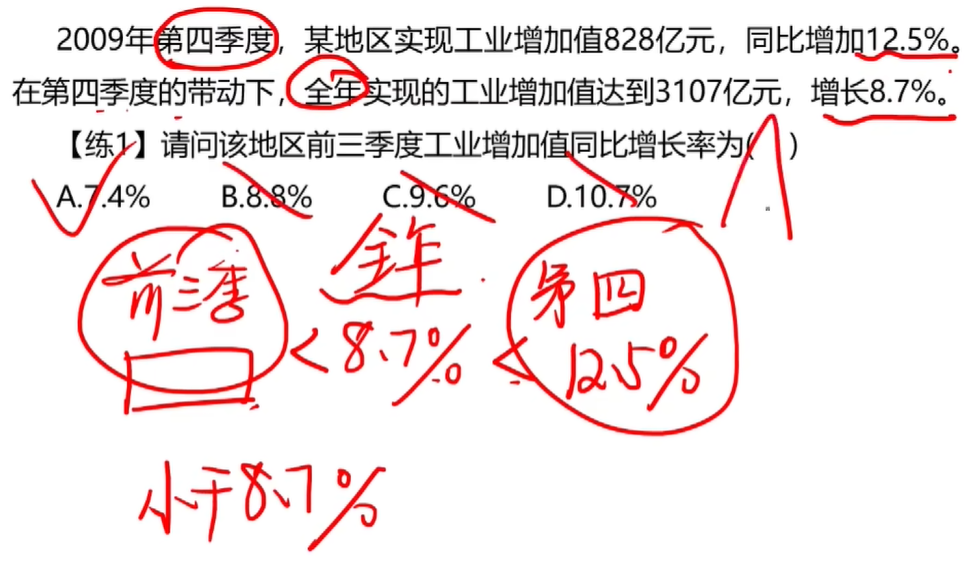 2009年第四季度，某地区实现工业增加值828亿元，同比增加12.5%。
在第四季度的带动下，全年实现的工业增加值达到3107亿元，增长8.7%。
【练1】请问该地区前三季度工业增加值同比增长率为(    )
A.7.4% B.8.8% C.9.6% D.10.7%
前三季 全年 第四
<8.7% < 12.5%
小于8.7%